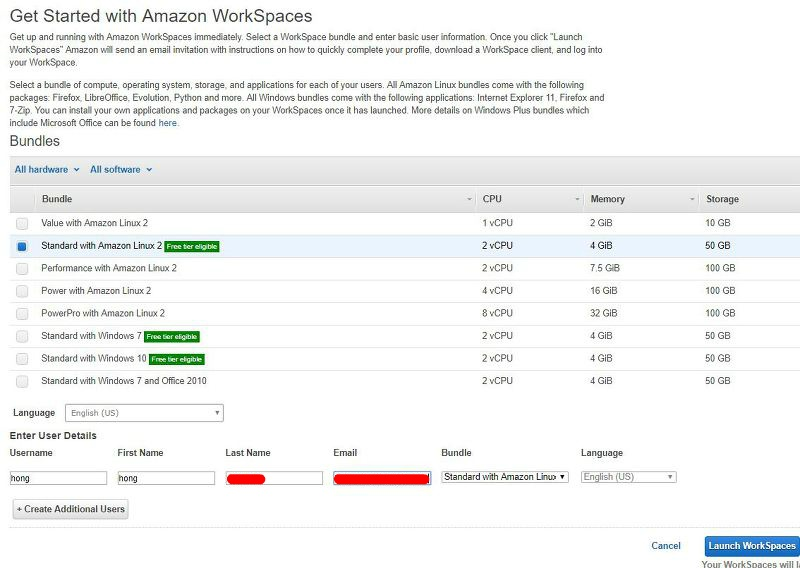 Get Started with Amazon WorkSpaces
Get up and running with Amazon WorkSpaces immediately. Select a WorkSpace bundle and enter basic user information. Once you click "Launch
WorkSpaces" Amazon will send an email invitation with instructions on how to quickly complete your profile, download a WorkSpace client, and log into
your WorkSpace.
Select a bundle of compute, operating system, storage, and applications for each of your users. All Amazon Linux bundles come with the following
packages: Firefox, LibreOffice, Evolution, Python and more. All Windows bundles come with the following applications: Internet Explorer 11, Firefox and
7-Zip. You can install your own applications and packages on your WorkSpaces once it has launched. More details on Windows Plus bundles which
include Microsoft Office can be found here.
Bundles
All hardware All software
Bundle CPU Memory Storage
Value with Amazon Linux 2 1 vCPU 2 GiB 10 GB
Standard with Amazon Linux 2 Free tier eligible 2 vCPU 4 GiB 50 GB
Performance with Amazon Linux 2 2 vCPU 7.5 GiB 100 GB
Power with Amazon Linux 2 4 vCPU 16 GiB 100 GB
PowerPro with Amazon Linux 2 8 vCPU 32 GiB 100 GB
Standard with Windows 7 Free tier eligible 2 vCPU 4 GiB 50 GB
Standard with Windows 10 Free tier eligible 2 vCPU 4 GiB 50 GB
Standard with Windows 7 and Office 2010 2 vCPU 4 GiB 50 GB
Language English (US)
Enter User Details
Username First Name Last Name Email Bundle Language
hong hong Standard with Amazon Linux English (US)
+ Create Additional Users
Cancel Launch WorkSpaces
Your WorkSpaces will